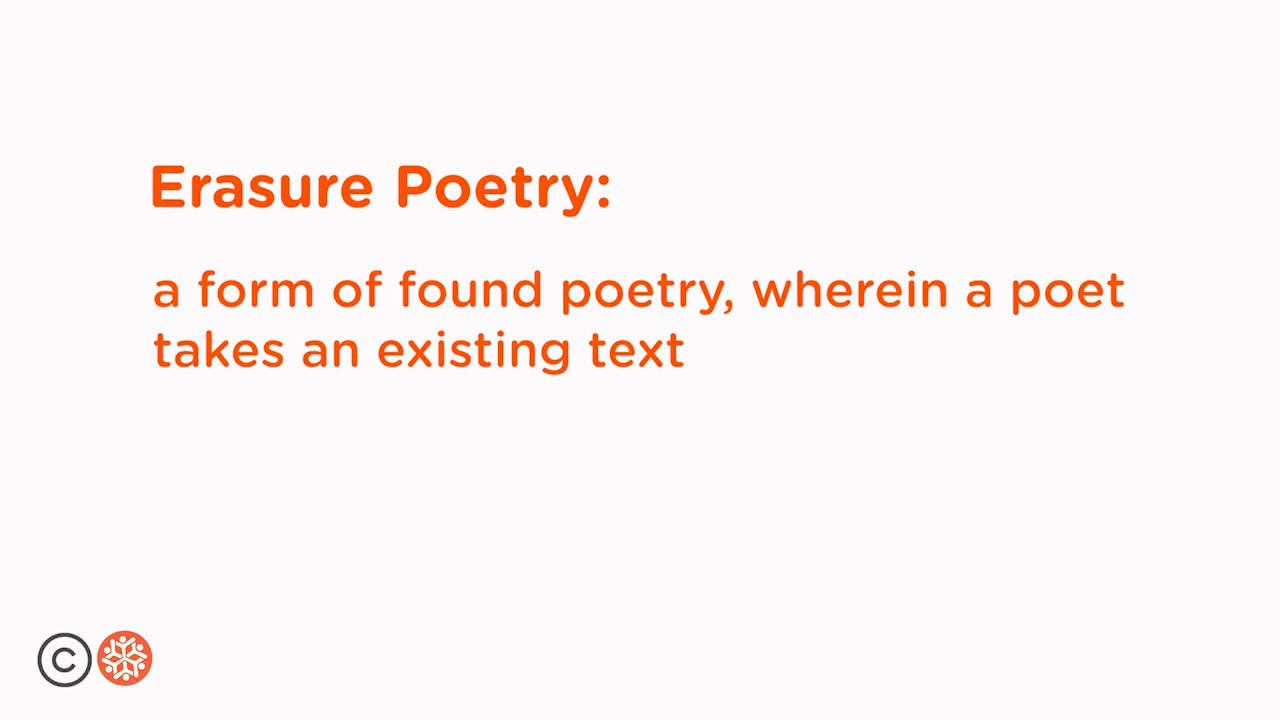 Erasure Poetry:
a form of found poetry, wherein a poet
takes an existing text
©